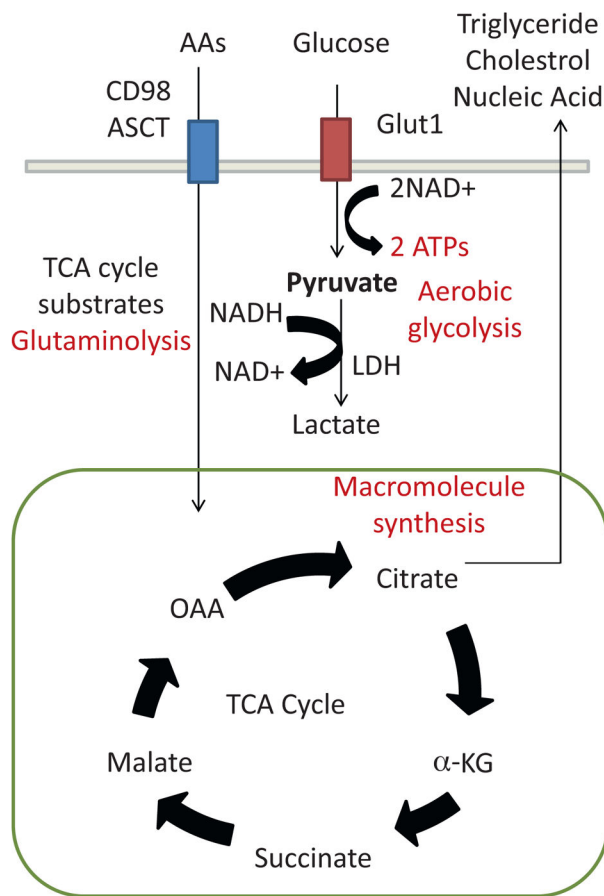 AAs
Glucose
Triglyceride
Cholestrol
Nucleic Acid
CD98
ASCT
Glut1
2NAD+
2 ATPs
Pyruvate
Aerobic
glycolysis
TCA cycle
substrates
Glutaminolysis
NADH
NAD+
LDH
Lactate
Macromolecule
synthesis
Citrate
OAA
TCA Cycle
Malate
α-KG
Succinate